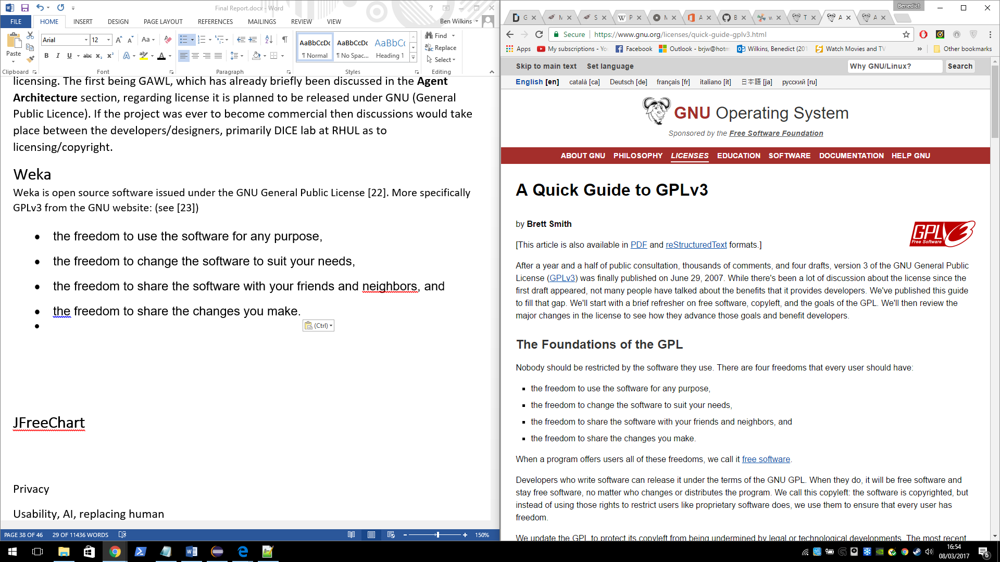 Final Report.docx - Word
FILE HOME INSERT DESIGN PAGE LAYOUT REFERENCES MAILINGS REVIEW VIEW Ben Wilkins
Paste Arial 12 Aa
B I U abc x₂ x² A A
AaBbCcDc AaBbCcDc AaBbCc
¶ Normal ¶ No Spac... Heading 1
Find
Replace
Select
Clipboard Font Paragraph Styles Editing
licensing. The first being GAWL, which has already briefly been discussed in the Agent
Architecture section, regarding license it is planned to be released under GNU (General
Public Licence). If the project was ever to become commercial then discussions would take
place between the developers/designers, primarily DICE lab at RHUL as to
licensing/copyright.
Weka
Weka is open source software issued under the GNU General Public License [22]. More specifically
GPLv3 from the GNU website: (see [23])
• the freedom to use the software for any purpose,
• the freedom to change the software to suit your needs,
• the freedom to share the software with your friends and neighbors, and
• the freedom to share the changes you make.
•
(Ctrl)
JFreeChart
Privacy
Usability, AI, replacing human
PAGE 38 OF 46 29 OF 11436 WORDS 150%
Benedict
G M S P M A B w T A A
Secure https://www.gnu.org/licenses/quick-guide-gplv3.html
Apps My subscriptions - Yo Facebook Outlook - brjw@hotm Wilkins, Benedict (201 Watch Movies and TV » Other bookmarks
Skip to main text Set language Why GNU/Linux? Search
English [en] català [ca] Deutsch [de] français [fr] italiano [it] 日本語 [ja] русский [ru]
GNU Operating System
Sponsored by the Free Software Foundation
ABOUT GNU PHILOSOPHY LICENSES EDUCATION SOFTWARE DOCUMENTATION HELP GNU
A Quick Guide to GPLv3
by Brett Smith
GPL 3
Free Software
[This article is also available in PDF and reStructuredText formats.]
After a year and a half of public consultation, thousands of comments, and four drafts, version 3 of the GNU General Public
License (GPLv3) was finally published on June 29, 2007. While there's been a lot of discussion about the license since the
first draft appeared, not many people have talked about the benefits that it provides developers. We've published this guide
to fill that gap. We'll start with a brief refresher on free software, copyleft, and the goals of the GPL. We'll then review the
major changes in the license to see how they advance those goals and benefit developers.
The Foundations of the GPL
Nobody should be restricted by the software they use. There are four freedoms that every user should have:
▪ the freedom to use the software for any purpose,
▪ the freedom to change the software to suit your needs,
▪ the freedom to share the software with your friends and neighbors, and
▪ the freedom to share the changes you make.
When a program offers users all of these freedoms, we call it free software.
Developers who write software can release it under the terms of the GNU GPL. When they do, it will be free software and
stay free software, no matter who changes or distributes the program. We call this copyleft: the software is copyrighted, but
instead of using those rights to restrict users like proprietary software does, we use them to ensure that every user has
freedom.
We update the GPL to protect its copyleft from being undermined by legal or technological developments. The most recent
16:54
08/03/2017
6